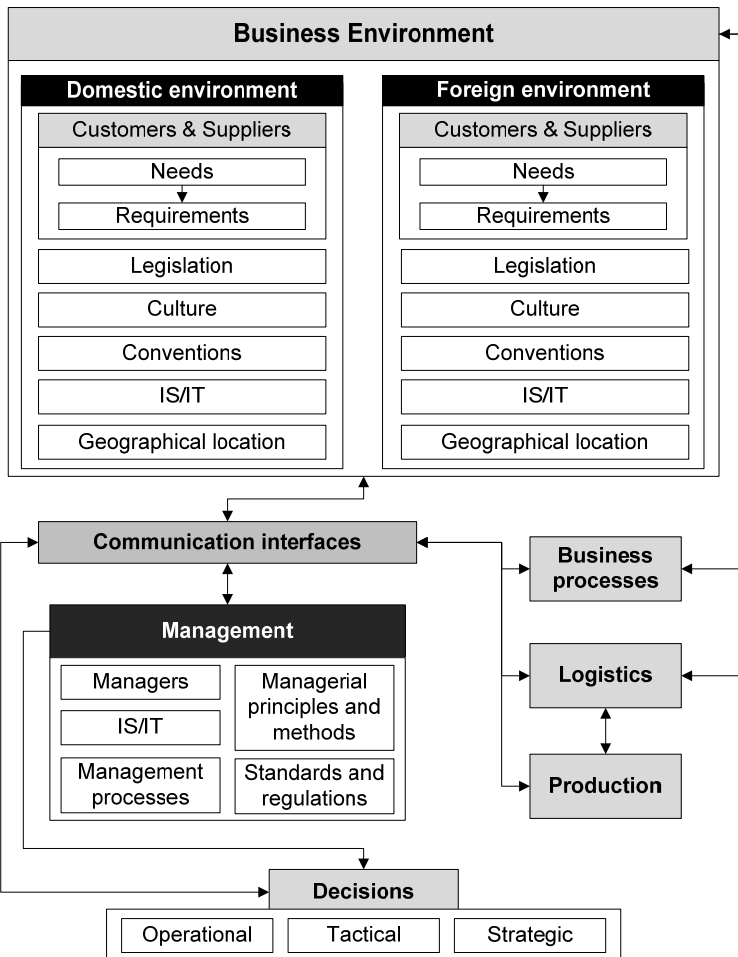 Business Environment
Domestic environment
Customers & Suppliers
Needs
Requirements
Legislation
Culture
Conventions
IS/IT
Geographical location
Foreign environment
Customers & Suppliers
Needs
Requirements
Legislation
Culture
Conventions
IS/IT
Geographical location
Communication interfaces
Management
Managers
IS/IT
Management
processes
Managerial
principles and
methods
Standards and
regulations
Business
processes
Logistics
Production
Decisions
Operational
Tactical
Strategic